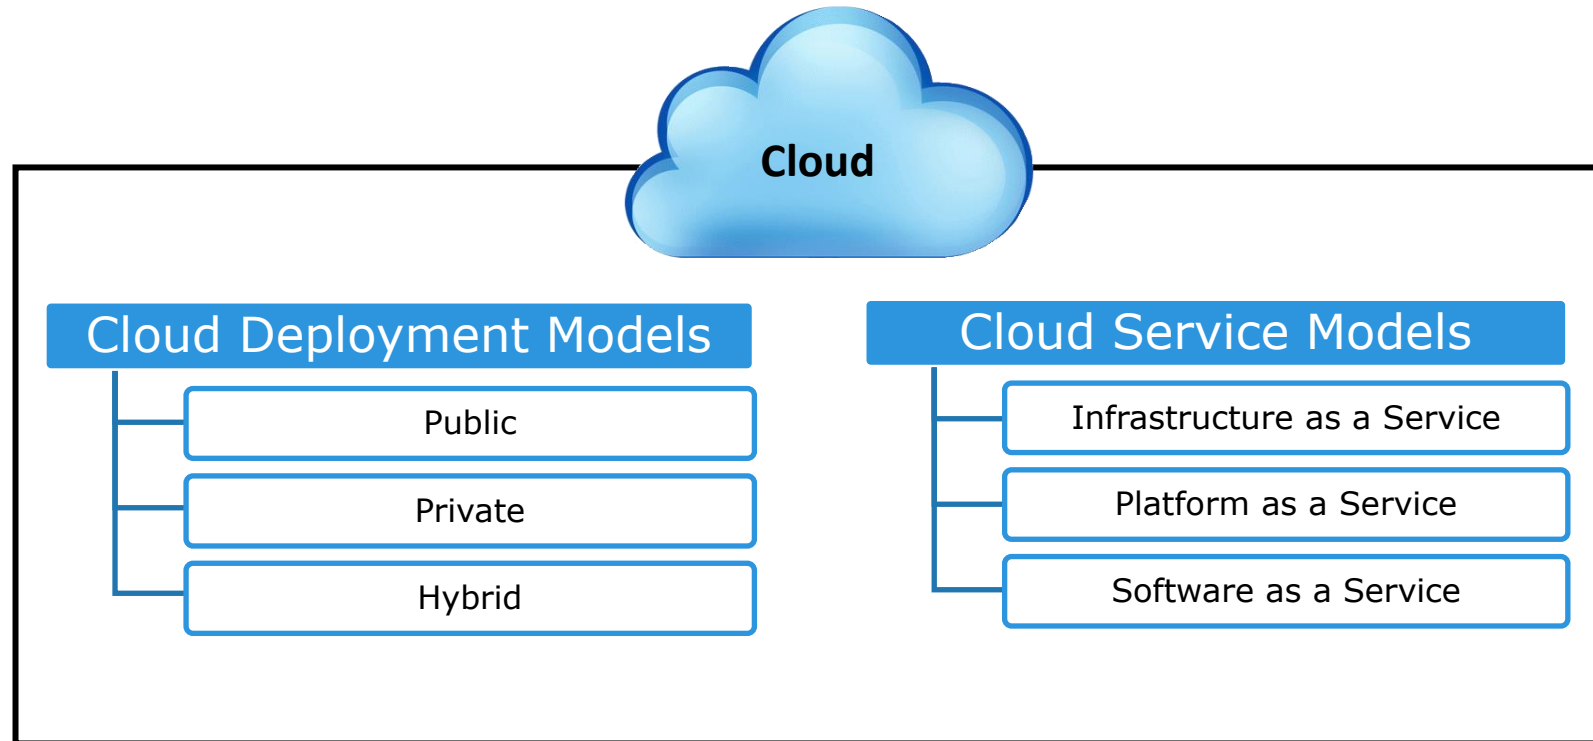 Cloud
Cloud Deployment Models
Public
Private
Hybrid
Cloud Service Models
Infrastructure as a Service
Platform as a Service
Software as a Service